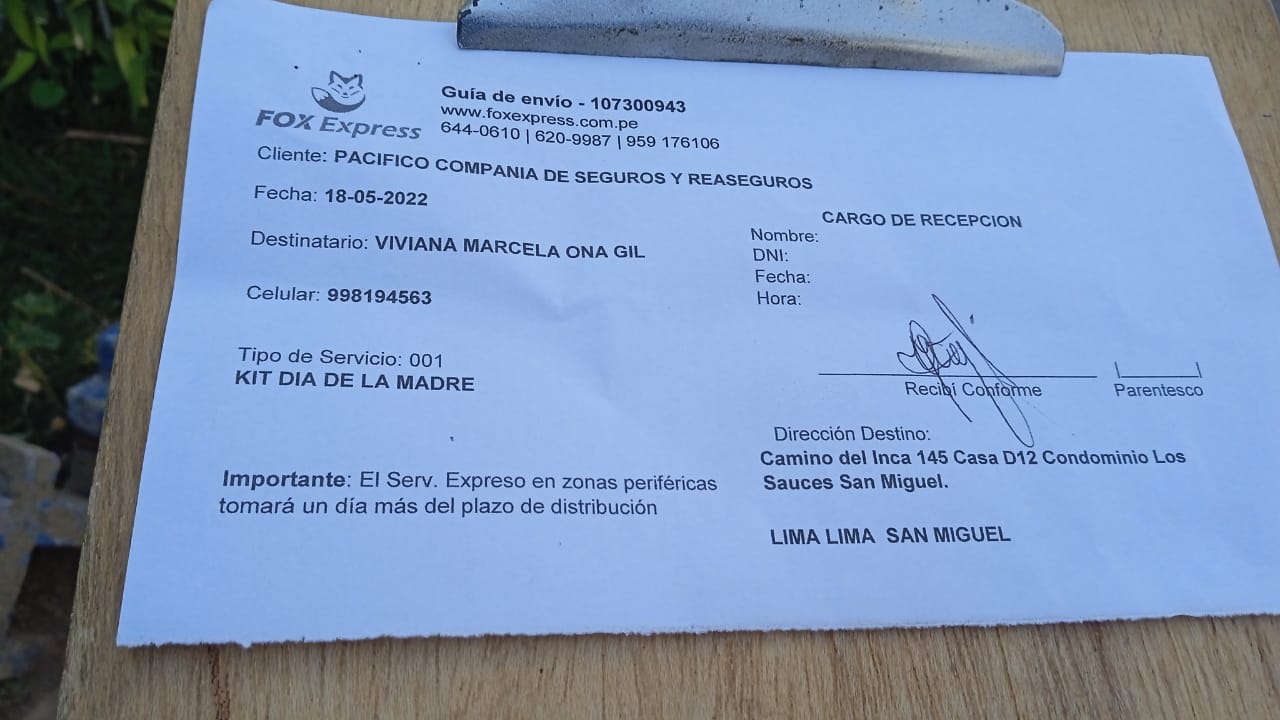 FOX Express
Guía de envío - 107300943
www.foxexpress.com.pe
644-0610 | 620-9987 | 959 176106
Cliente: PACIFICO COMPANIA DE SEGUROS Y REASEGUROS
Fecha: 18-05-2022
Destinatario: VIVIANA MARCELA ONA GIL
Celular: 998194563
Tipo de Servicio: 001
KIT DIA DE LA MADRE
Importante: El Serv. Expreso en zonas periféricas
tomará un día más del plazo de distribución
CARGO DE RECEPCION
Nombre:
DNI:
Fecha:
Hora:
Recibí Conforme
Parentesco
Dirección Destino:
Camino del Inca 145 Casa D12 Condominio Los
Sauces San Miguel.
LIMA LIMA SAN MIGUEL